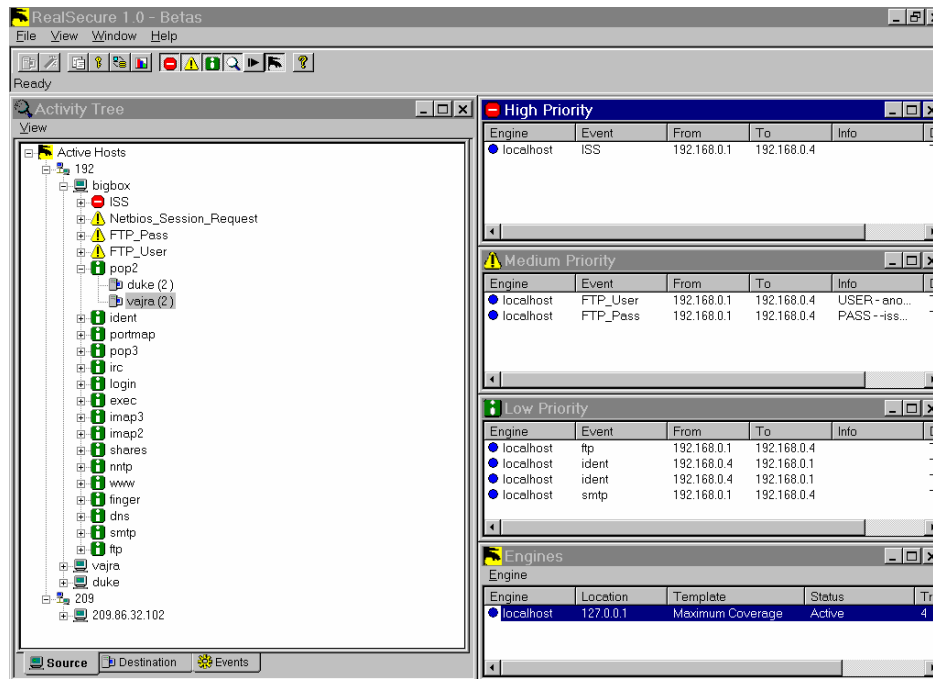 RealSecure 1.0 - Betas
File View Window Help
Ready
Activity Tree
View
Active Hosts
192
bigbox
ISS
Netbios_Session_Request
FTP_Pass
FTP_User
pop2
duke (2)
vajra (2)
ident
portmap
pop3
irc
login
exec
imap3
imap2
shares
nntp
www
finger
dns
smtp
ftp
vajra
duke
209
209.86.32.102
Source Destination Events
High Priority
Engine Event From To Info
localhost ISS 192.168.0.1 192.168.0.4
Medium Priority
Engine Event From To Info
localhost FTP_User 192.168.0.1 192.168.0.4 USER - ano...
localhost FTP_Pass 192.168.0.1 192.168.0.4 PASS - -iss...
Low Priority
Engine Event From To Info
localhost ftp 192.168.0.1 192.168.0.4
localhost ident 192.168.0.4 192.168.0.1
localhost ident 192.168.0.4 192.168.0.1
localhost smtp 192.168.0.1 192.168.0.4
Engines
Engine
Engine Location Template Status Tr
localhost 127.0.0.1 Maximum Coverage Active 4